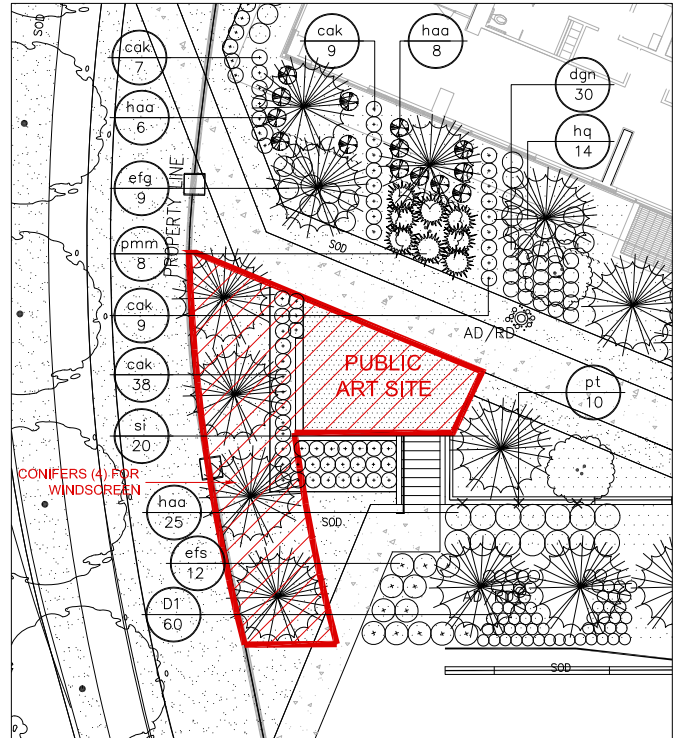 SOD
cak
7
haa
6
efg
9
pmm
8
cak
9
cak
38
si
20
haa
25
efs
12
D1
60
cak
9
haa
8
dgn
30
hq
14
pt
10
PROPERTY LINE
SOD
AD/RD
PUBLIC
ART SITE
CONIFERS (4) FOR
WINDSCREEN
SOD
SOD